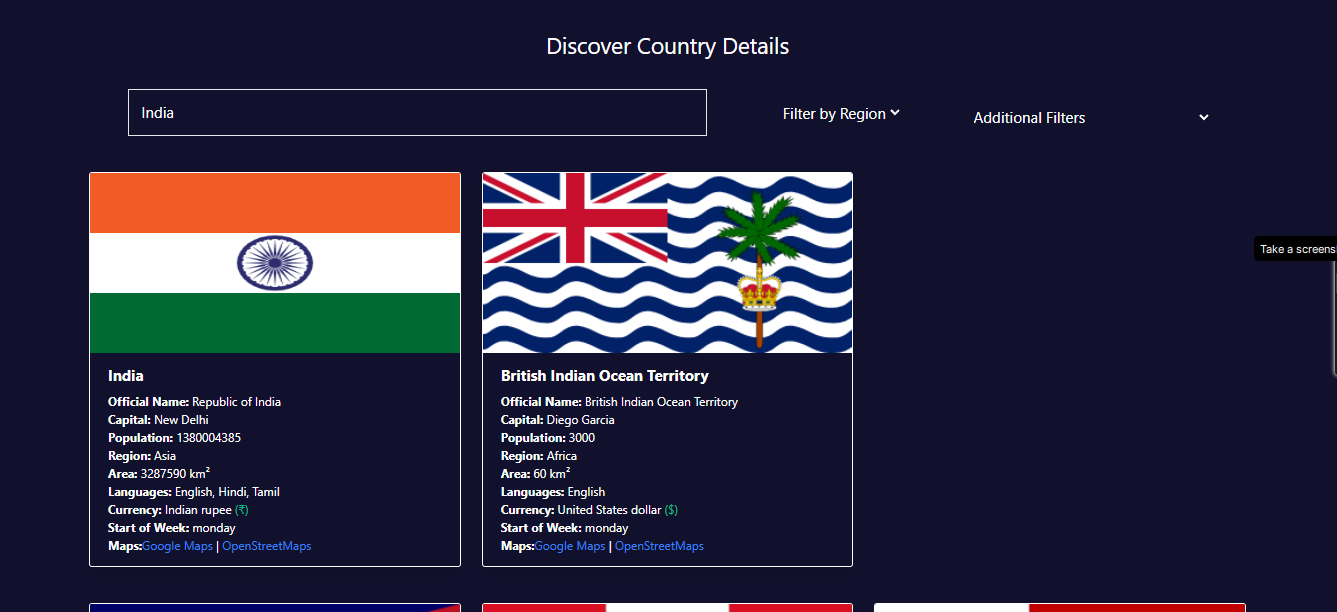 Discover Country Details
India
Filter by Region
Additional Filters
Take a screens
India
Official Name: Republic of India
Capital: New Delhi
Population: 1380004385
Region: Asia
Area: 3287590 km²
Languages: English, Hindi, Tamil
Currency: Indian rupee (₹)
Start of Week: monday
Maps:Google Maps | OpenStreetMaps
British Indian Ocean Territory
Official Name: British Indian Ocean Territory
Capital: Diego Garcia
Population: 3000
Region: Africa
Area: 60 km²
Languages: English
Currency: United States dollar ($)
Start of Week: monday
Maps:Google Maps | OpenStreetMaps